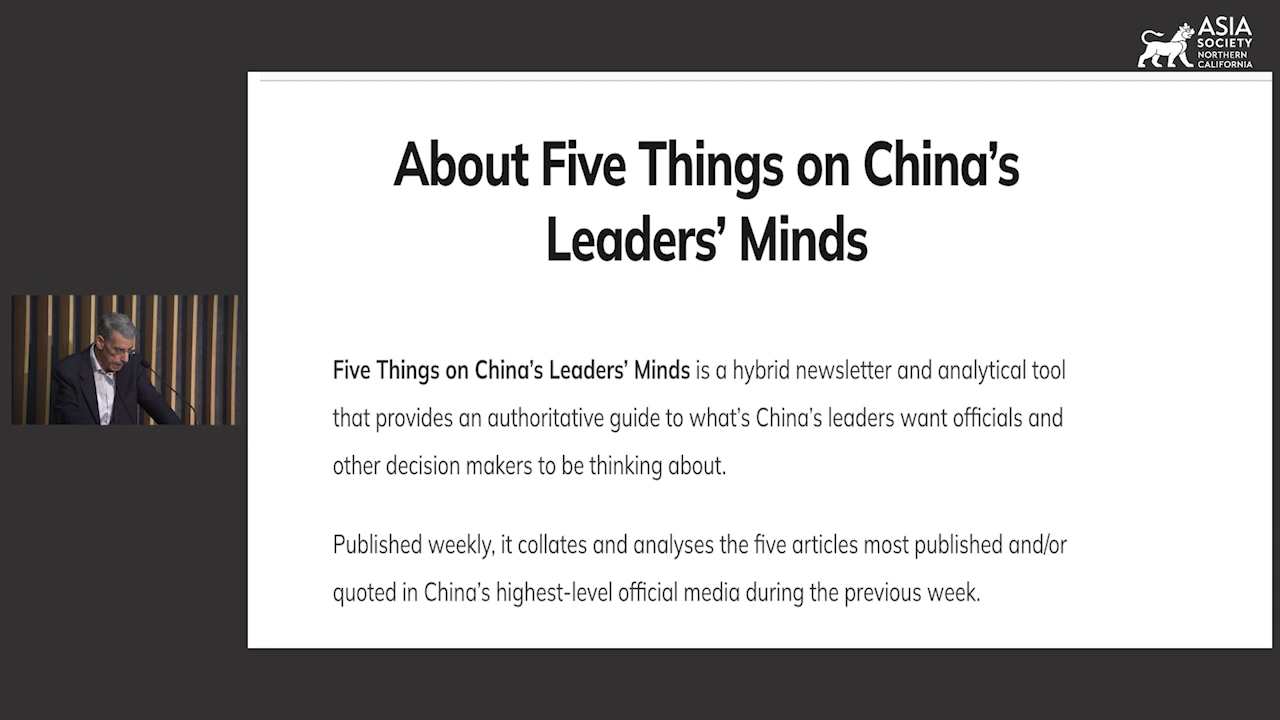 ASIA
SOCIETY
NORTHERN
CALIFORNIA
About Five Things on China’s
Leaders’ Minds
Five Things on China’s Leaders’ Minds is a hybrid newsletter and analytical tool
that provides an authoritative guide to what’s China’s leaders want officials and
other decision makers to be thinking about.
Published weekly, it collates and analyses the five articles most published and/or
quoted in China’s highest-level official media during the previous week.